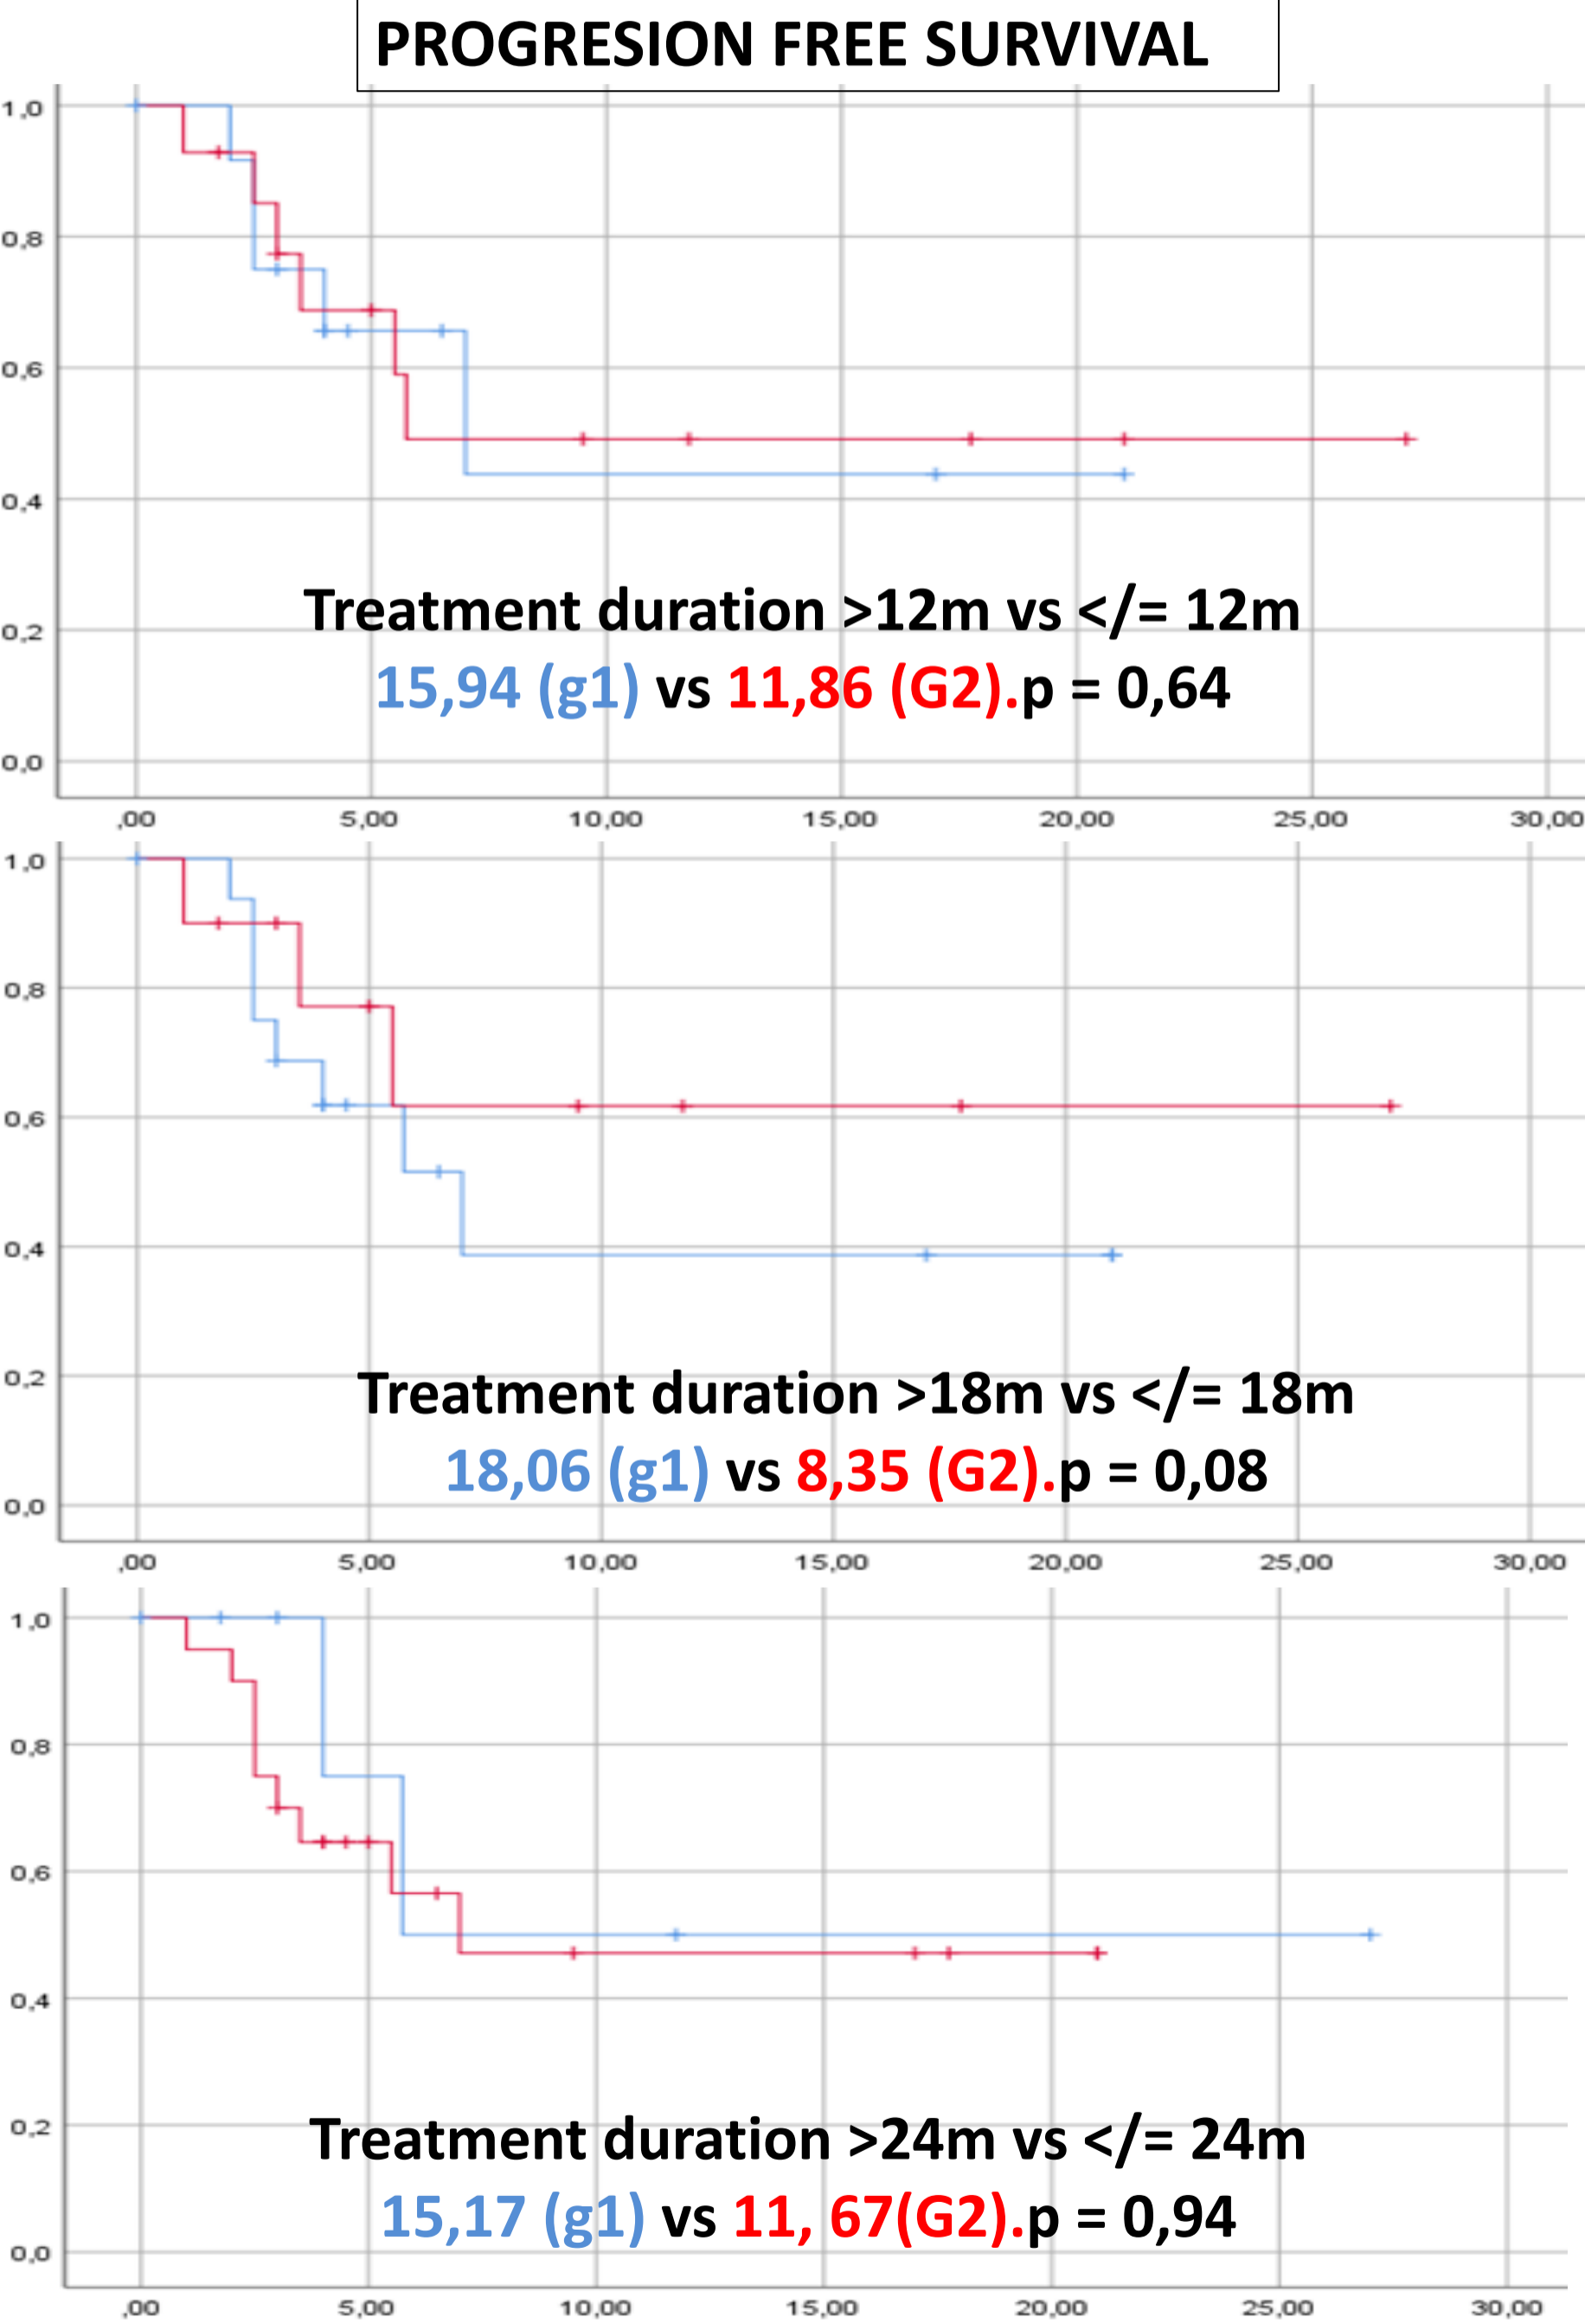 PROGRESION FREE SURVIVAL
1,0
0,8
0,6
0,4
0,2
0,0
Treatment duration >12m vs </= 12m
15,94 (g1) vs 11,86 (G2).p = 0,64
,00 5,00 10,00 15,00 20,00 25,00 30,00
1,0
0,8
0,6
0,4
0,2
0,0
Treatment duration >18m vs </= 18m
18,06 (g1) vs 8,35 (G2).p = 0,08
,00 5,00 10,00 15,00 20,00 25,00 30,00
1,0
0,8
0,6
0,4
0,2
0,0
Treatment duration >24m vs </= 24m
15,17 (g1) vs 11, 67(G2).p = 0,94
,00 5,00 10,00 15,00 20,00 25,00 30,00